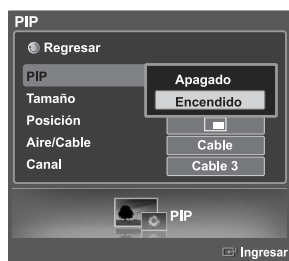 PIP
Regresar
PIP
Apagado
Tamaño
Encendido
Posición
Aire/Cable
Cable
Canal
Cable 3
PIP
Ingresar